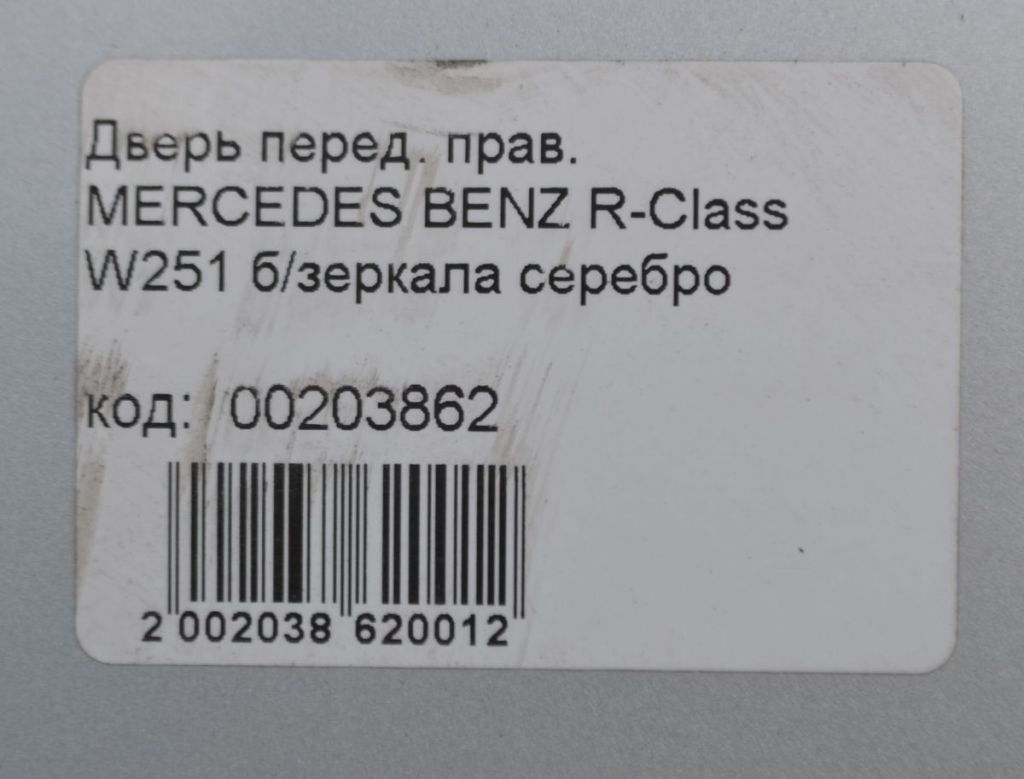 Дверь перед. прав.
MERCEDES BENZ R-Class
W251 б/зеркала серебро
код: 00203862
2 002038 620012